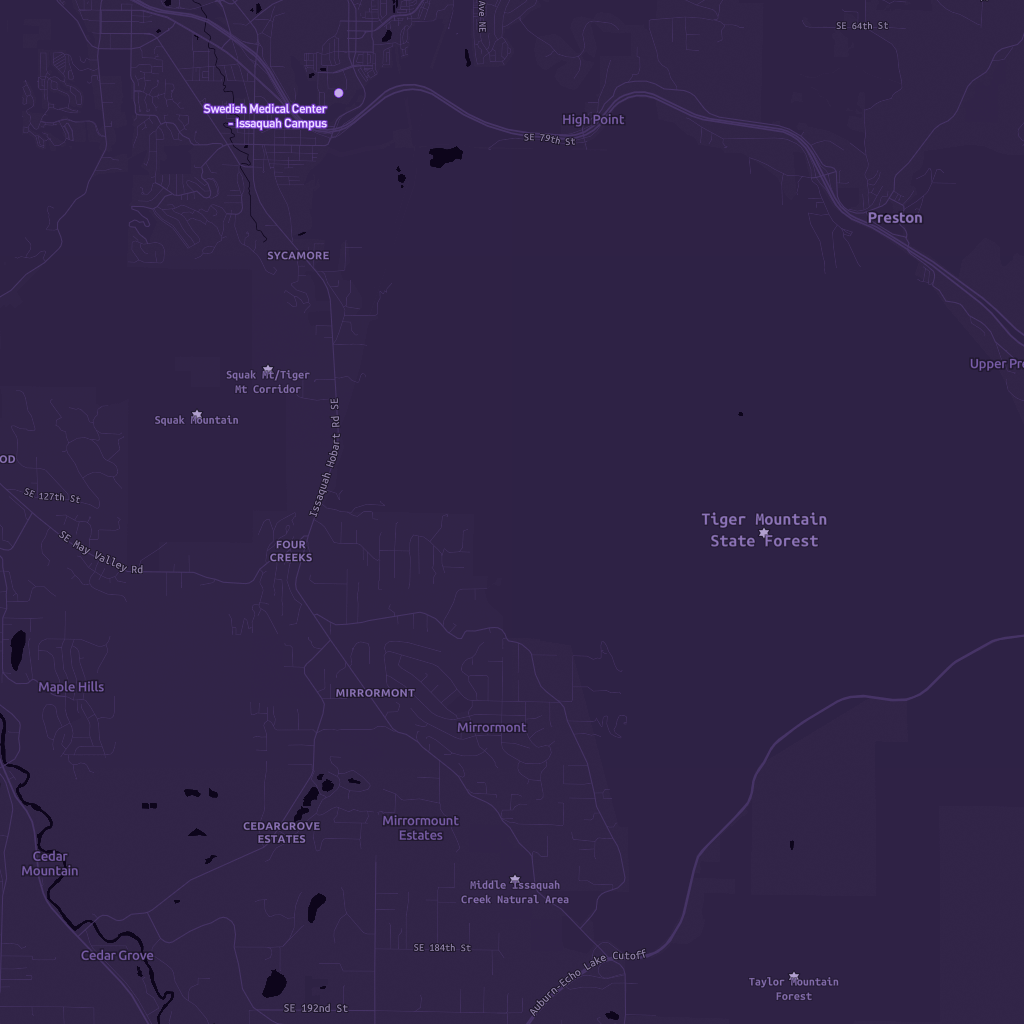 Ave NE
SE 64th St
Swedish Medical Center
- Issaquah Campus
High Point
SE 79th St
Preston
SYCAMORE
Upper Pre
Squak Mt/Tiger
Mt Corridor
Squak Mountain
Issaquah Hobart Rd SE
OD
SE 127th St
Tiger Mountain
State Forest
SE May Valley Rd
FOUR
CREEKS
Maple Hills
MIRRORMONT
Mirrormont
CEDARGROVE
ESTATES
Mirrormount
Estates
Cedar
Mountain
Middle Issaquah
Creek Natural Area
Cedar Grove
SE 184th St
Auburn-Echo Lake Cutoff
Taylor Mountain
Forest
SE 192nd St